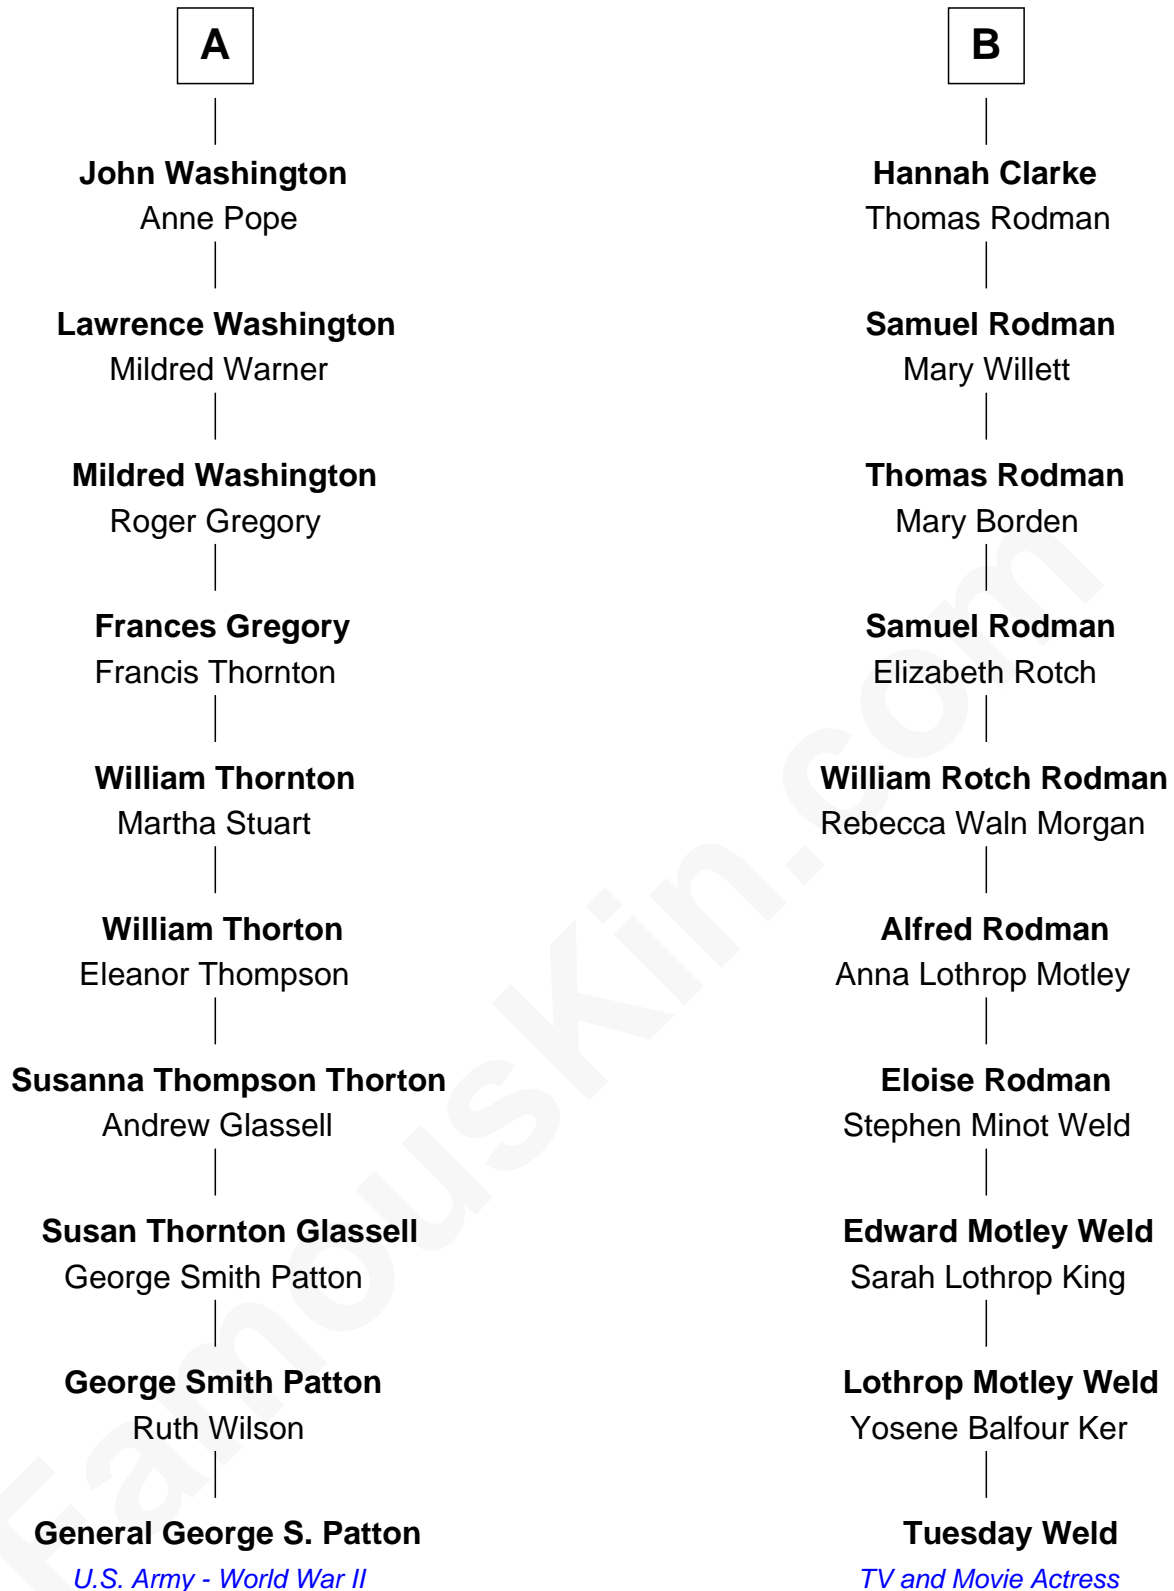 A
John Washington
Anne Pope
Lawrence Washington
Mildred Warner
Mildred Washington
Roger Gregory
Frances Gregory
Francis Thornton
William Thornton
Martha Stuart
William Thorton
Eleanor Thompson
Susanna Thompson Thorton
Andrew Glassell
Susan Thornton Glassell
George Smith Patton
George Smith Patton
Ruth Wilson
General George S. Patton
U.S. Army - World War II
B
Hannah Clarke
Thomas Rodman
Samuel Rodman
Mary Willett
Thomas Rodman
Mary Borden
Samuel Rodman
Elizabeth Rotch
William Rotch Rodman
Rebecca Waln Morgan
Alfred Rodman
Anna Lothrop Motley
Eloise Rodman
Stephen Minot Weld
Edward Motley Weld
Sarah Lothrop King
Lothrop Motley Weld
Yosene Balfour Ker
Tuesday Weld
TV and Movie Actress
FamousKin.com